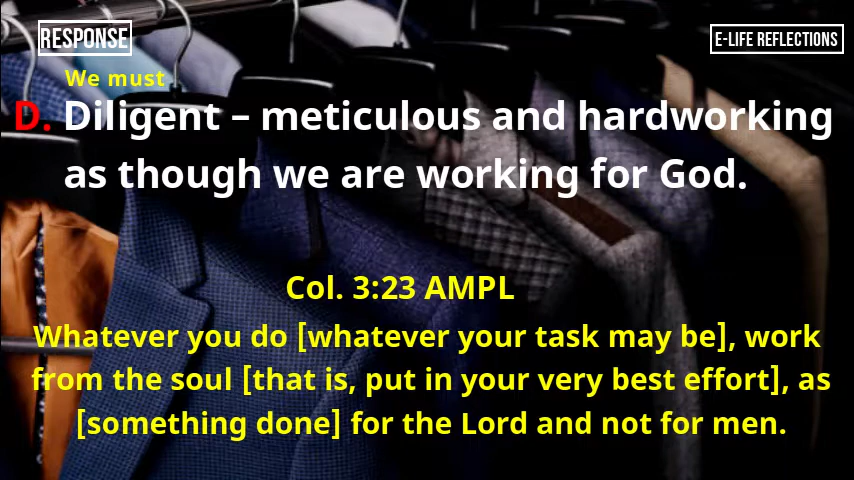 RESPONSE
E-LIFE REFLECTIONS
We must
D. Diligent – meticulous and hardworking
as though we are working for God.
Col. 3:23 AMPL
Whatever you do [whatever your task may be], work
from the soul [that is, put in your very best effort], as
[something done] for the Lord and not for men.